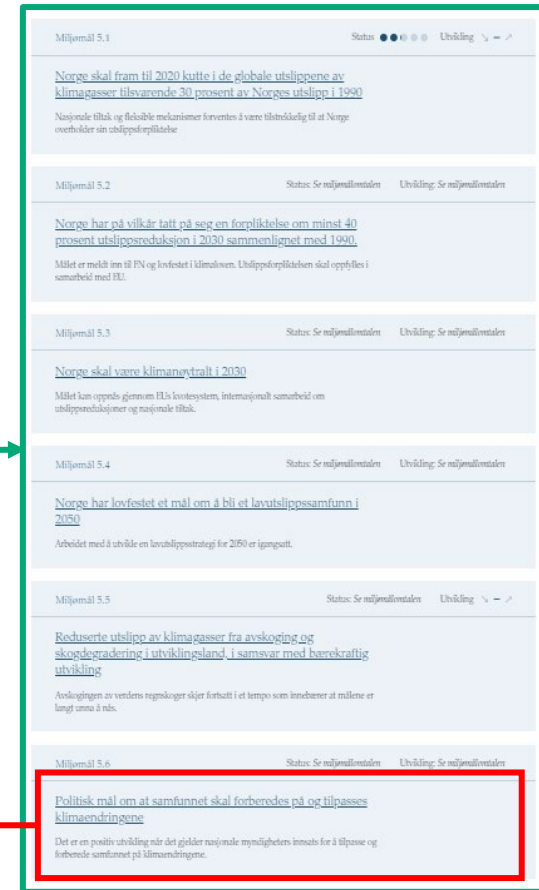 Miljømål 5.1 Status Utvikling
Norge skal fram til 2020 kutte i de globale utslippene av
klimagasser tilsvarende 30 prosent av Norges utslipp i 1990
Nasjonale tiltak og fleksible mekanismer forventes å være tilstrekkelig til at Norge
overholder sin utslippsforpliktelse
Miljømål 5.2 Status: Se miljømålomtalen Utvikling: Se miljømålomtalen
Norge har på vilkår tatt på seg en forpliktelse om minst 40
prosent utslippsreduksjon i 2030 sammenlignet med 1990.
Målet er meldt inn til FN og lovfestet i klimaloven. Utslippsforpliktelsen skal oppfylles i
samarbeid med EU.
Miljømål 5.3 Status: Se miljømålomtalen Utvikling: Se miljømålomtalen
Norge skal være klimanøytralt i 2030
Målet kan oppnås gjennom EUs kvotesystem, internasjonalt samarbeid om
utslippsreduksjoner og nasjonale tiltak.
Miljømål 5.4 Status: Se miljømålomtalen Utvikling: Se miljømålomtalen
Norge har lovfestet et mål om å bli et lavutslippssamfunn i
2050
Arbeidet med å utvikle en lavutslippsstrategi for 2050 er igangsatt.
Miljømål 5.5 Status: Se miljømålomtalen Utvikling
Reduserte utslipp av klimagasser fra avskoging og
skogdegradering i utviklingsland, i samsvar med bærekraftig
utvikling
Avskogingen av verdens regnskoger skjer fortsatt i et tempo som innebærer at målene er
langt unna å nås.
Miljømål 5.6 Status: Se miljømålomtalen Utvikling: Se miljømålomtalen
Politisk mål om at samfunnet skal forberedes på og tilpasses
klimaendringene
Det er en positiv utvikling når det gjelder nasjonale myndigheters innsats for å tilpasse og
forberede samfunnet på klimaendringene.